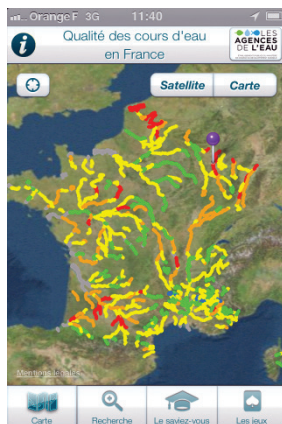 Orange F 3G 11:40
Qualité des cours d'eau
en France
LES
AGENCES
DE L'EAU
Satellite Carte
Mentions légales
Carte Recherche Le saviez-vous Les jeux